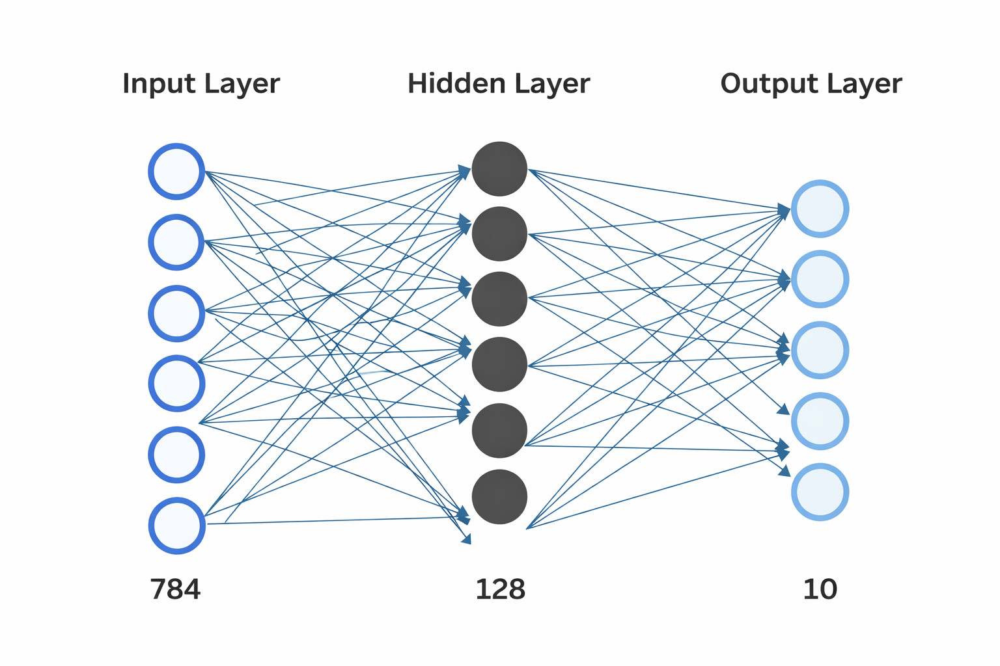 Input Layer
Hidden Layer
Output Layer
784
128
10